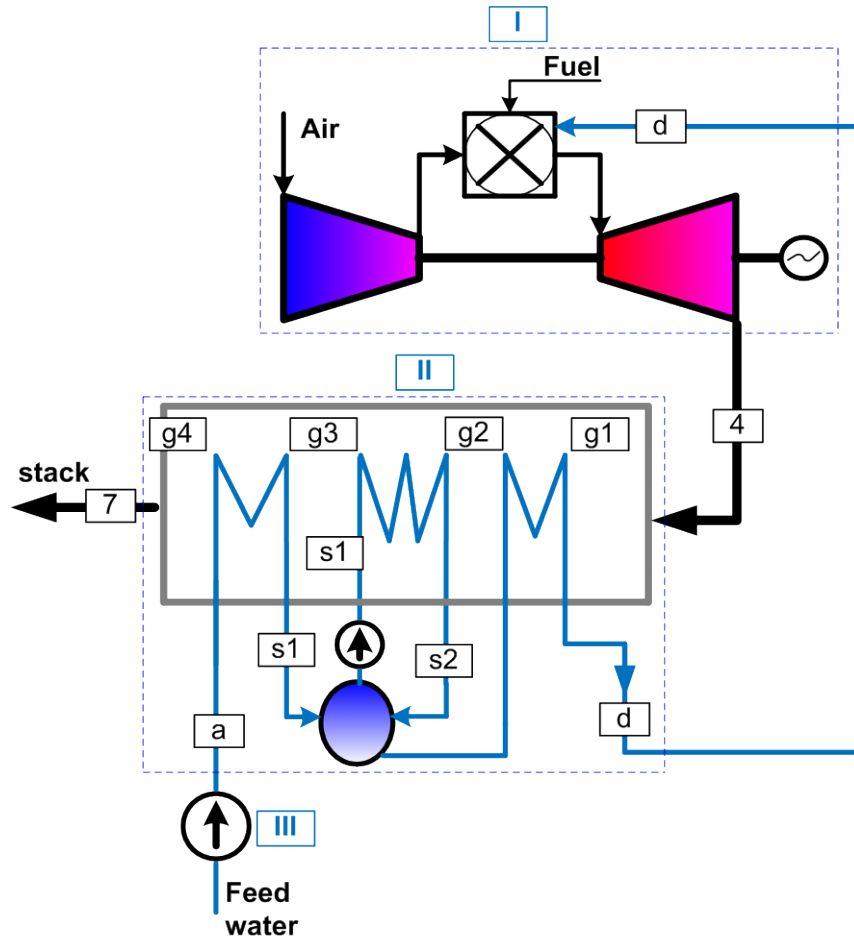 I
Fuel
Air
d
II
g4
g3
g2
g1
4
stack
7
s1
s1
s2
a
d
III
Feed
water